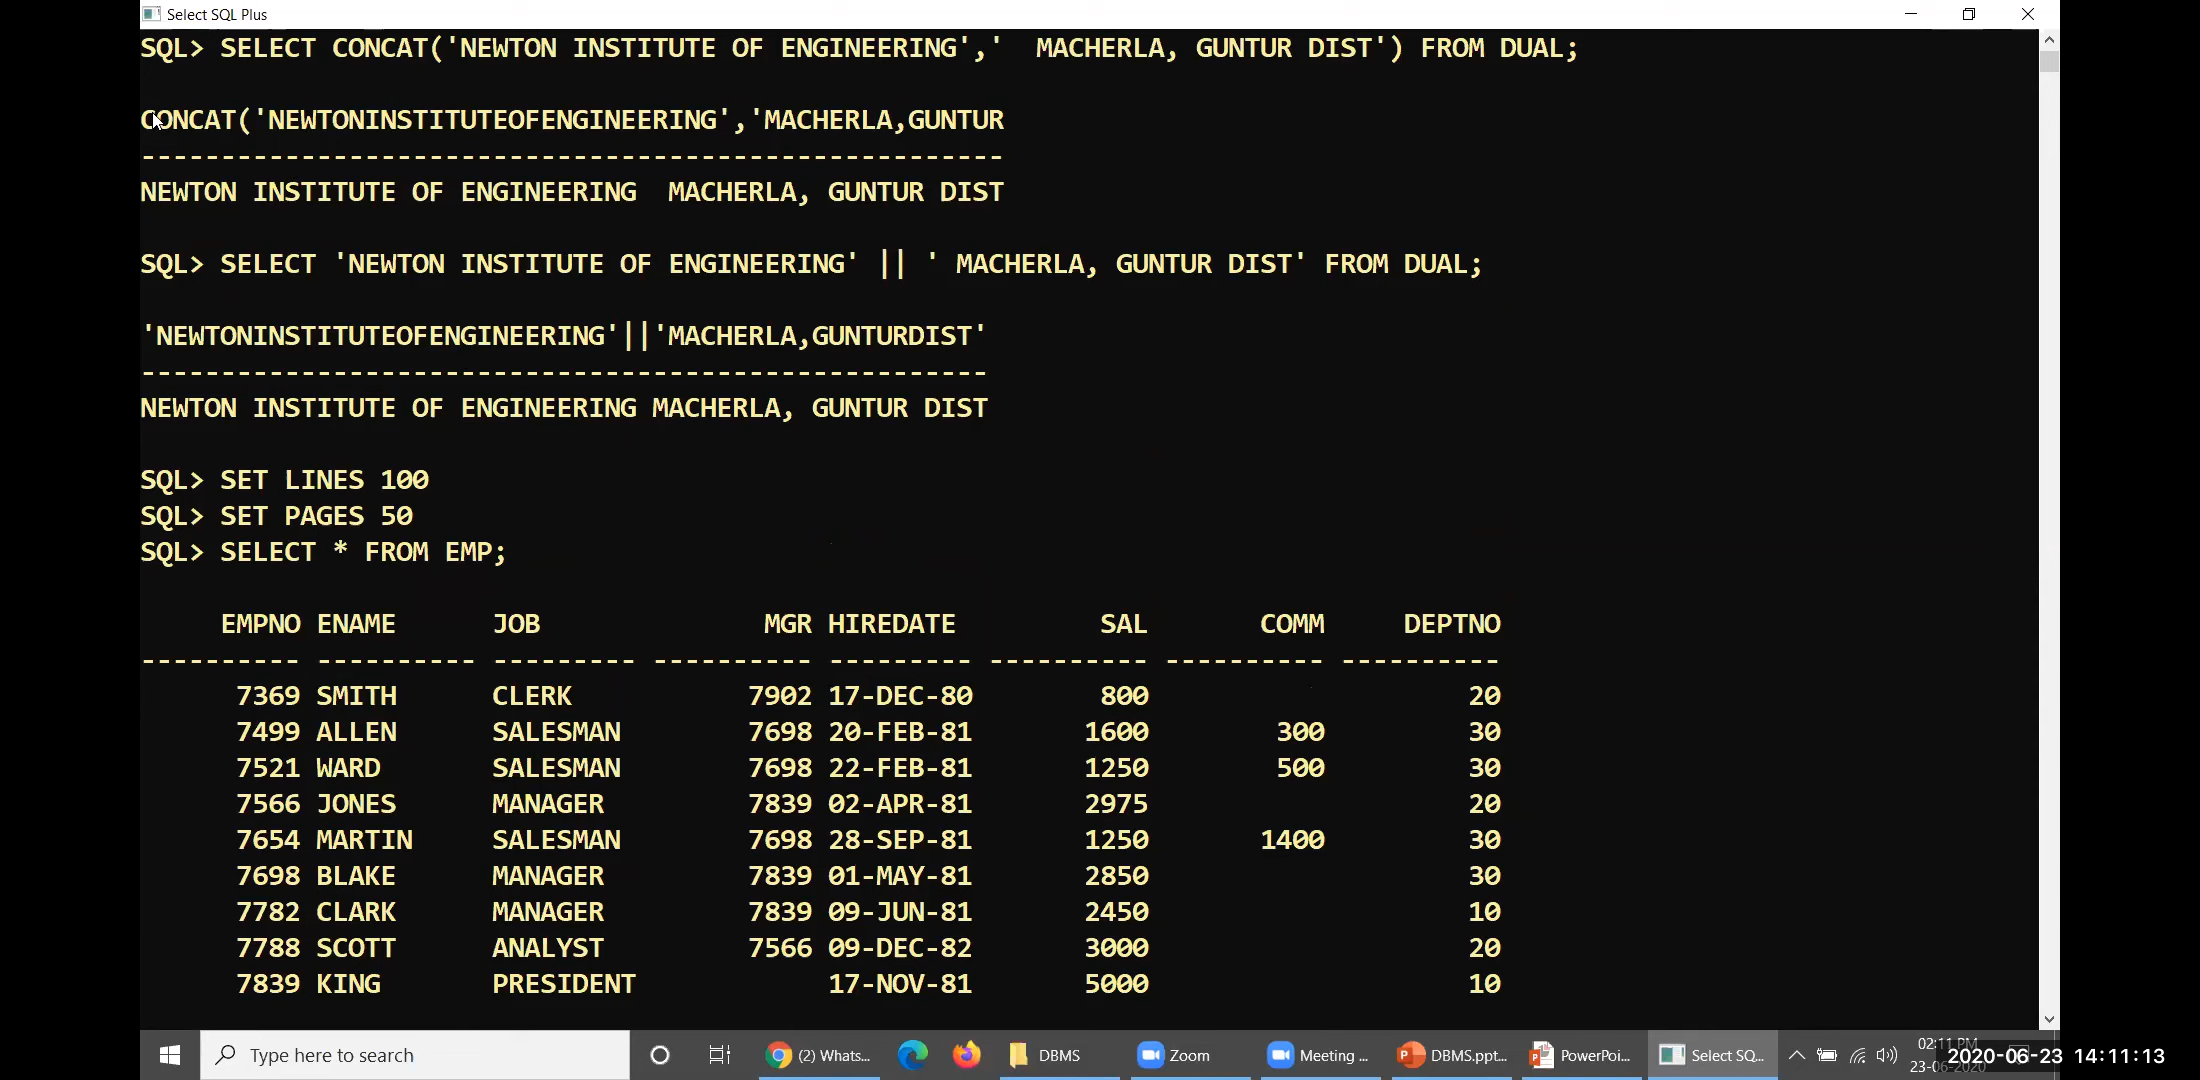 Select SQL Plus
SQL> SELECT CONCAT('NEWTON INSTITUTE OF ENGINEERING','  MACHERLA, GUNTUR DIST') FROM DUAL;
CONCAT('NEWTONINSTITUTEOFENGINEERING','MACHERLA,GUNTUR
------------------------------------------------------
NEWTON INSTITUTE OF ENGINEERING  MACHERLA, GUNTUR DIST
SQL> SELECT 'NEWTON INSTITUTE OF ENGINEERING' || ' MACHERLA, GUNTUR DIST' FROM DUAL;
'NEWTONINSTITUTEOFENGINEERING'||'MACHERLA,GUNTURDIST'
-----------------------------------------------------
NEWTON INSTITUTE OF ENGINEERING MACHERLA, GUNTUR DIST
SQL> SET LINES 100
SQL> SET PAGES 50
SQL> SELECT * FROM EMP;
     EMPNO ENAME      JOB              MGR HIREDATE         SAL       COMM     DEPTNO
---------- ---------- --------- ---------- --------- ---------- ---------- ----------
      7369 SMITH      CLERK           7902 17-DEC-80        800                    20
      7499 ALLEN      SALESMAN        7698 20-FEB-81       1600        300         30
      7521 WARD       SALESMAN        7698 22-FEB-81       1250        500         30
      7566 JONES      MANAGER         7839 02-APR-81       2975                    20
      7654 MARTIN     SALESMAN        7698 28-SEP-81       1250       1400         30
      7698 BLAKE      MANAGER         7839 01-MAY-81       2850                    30
      7782 CLARK      MANAGER         7839 09-JUN-81       2450                    10
      7788 SCOTT      ANALYST         7566 09-DEC-82       3000                    20
      7839 KING       PRESIDENT            17-NOV-81       5000                    10
Type here to search (2) Whats... DBMS Zoom Meeting ... DBMS.ppt... PowerPoi... Select SQ... 02:11 PM
23-06-2020 2020-06-23 14:11:13